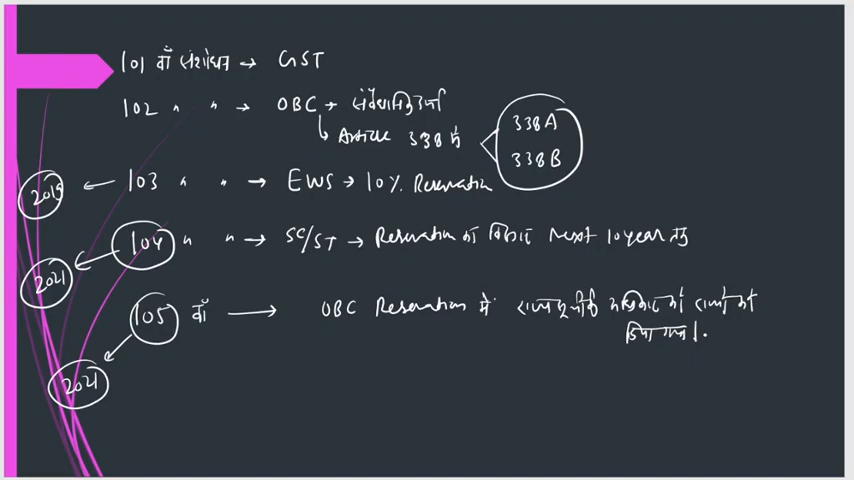 101 वाँ संशोधन → GST
102 " " → OBC → संवैधानिक दर्जा
↳ Article 338 में 338A
338B
2019 ← 103 " " → EWS → 10% Reservation
104 " " → SC/ST → Reservation का विस्तार Next 10 year तक
2021
105 वाँ → OBC Reservation में राज्य सूची का अधिकार राज्यों को
दिया गया।
2021